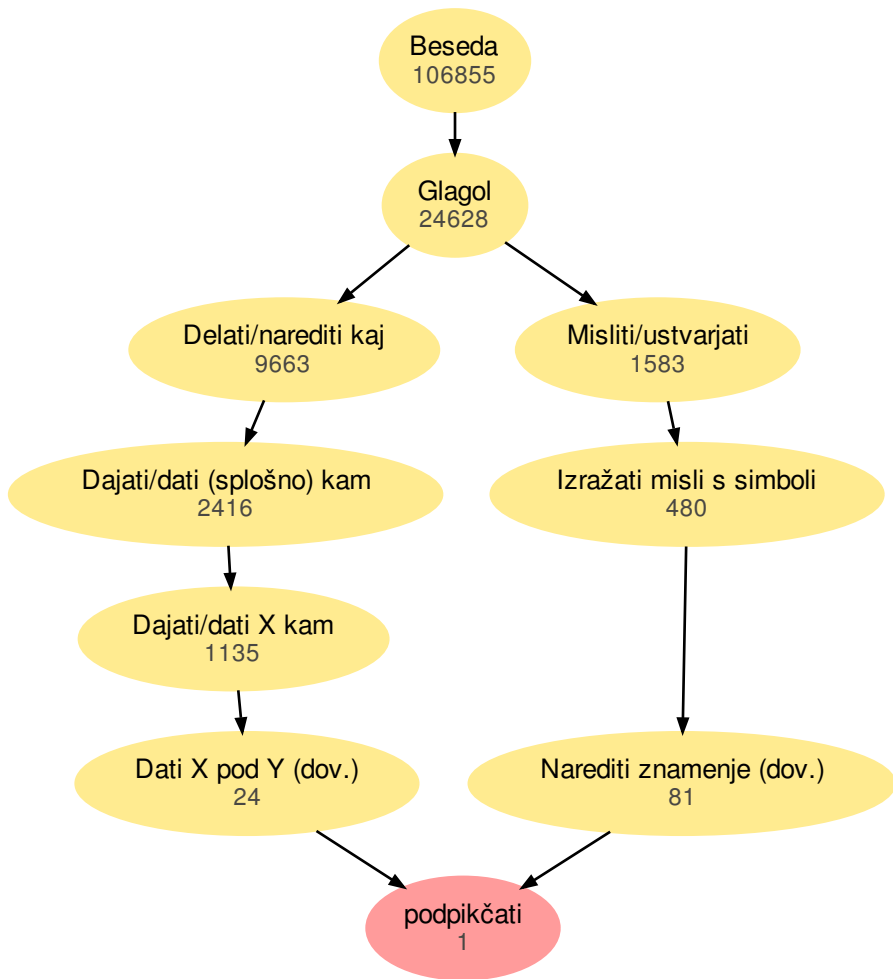 Beseda
106855
Glagol
24628
Delati/narediti kaj
9663
Misliti/ustvarjati
1583
Dajati/dati (splošno) kam
2416
Izražati misli s simboli
480
Dajati/dati X kam
1135
Dati X pod Y (dov.)
24
Narediti znamenje (dov.)
81
podpikčati
1